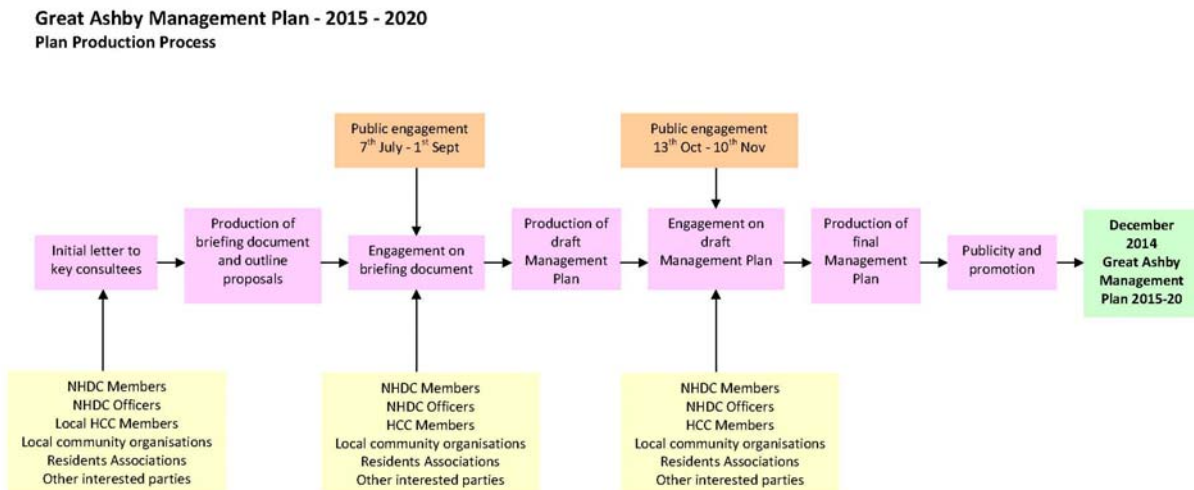 Great Ashby Management Plan - 2015 - 2020
Plan Production Process
Public engagement
7th July - 1st Sept
Public engagement
13th Oct - 10th Nov
Initial letter to
key consultees
Production of
briefing document
and outline
proposals
Engagement on
briefing document
Production of
draft
Management
Plan
Engagement on
draft
Management Plan
Production of
final
Management
Plan
Publicity and
promotion
December
2014
Great Ashby
Management
Plan 2015-20
NHDC Members
NHDC Officers
Local HCC Members
Local community organisations
Residents Associations
Other interested parties
NHDC Members
NHDC Officers
HCC Members
Local community organisations
Residents Associations
Other interested parties
NHDC Members
NHDC Officers
HCC Members
Local community organisations
Residents Associations
Other interested parties